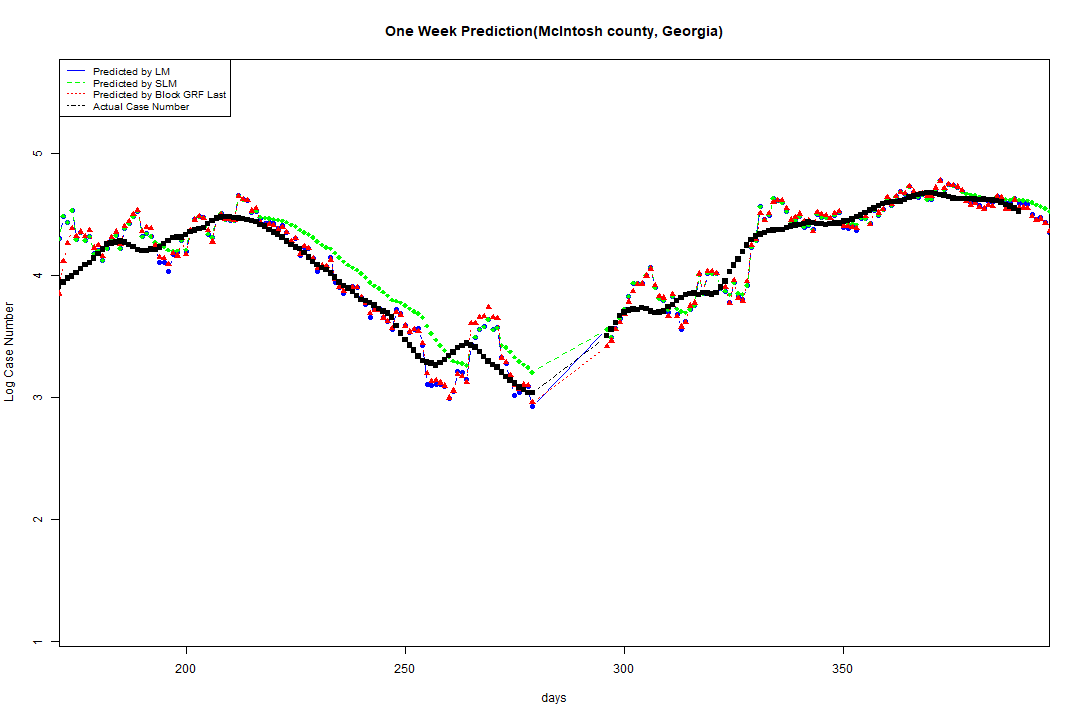 One Week Prediction(McIntosh county, Georgia)
Predicted by LM
Predicted by SLM
Predicted by Block GRF Last
Actual Case Number
5
4
3
2
1
Log Case Number
200 250 300 350
days